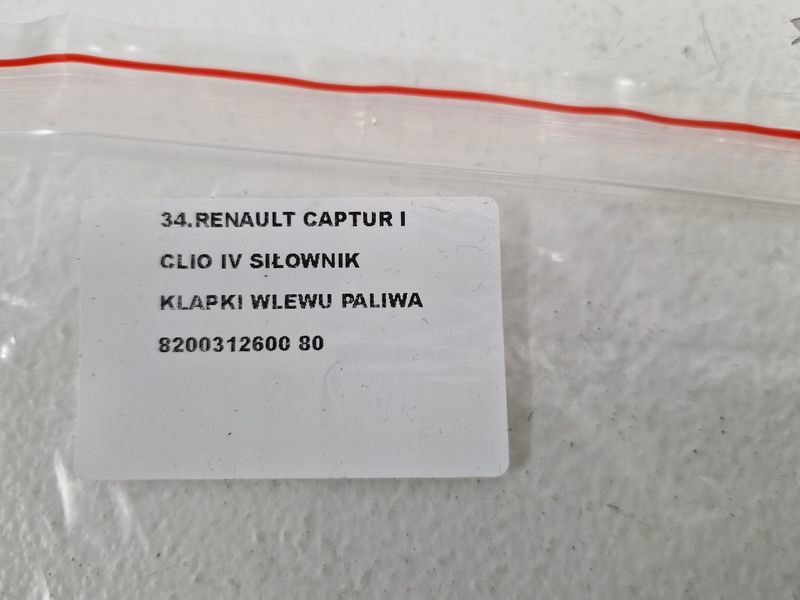 34.RENAULT CAPTUR I
CLIO IV SIŁOWNIK
KLAPKI WLEWU PALIWA
8200312600 80